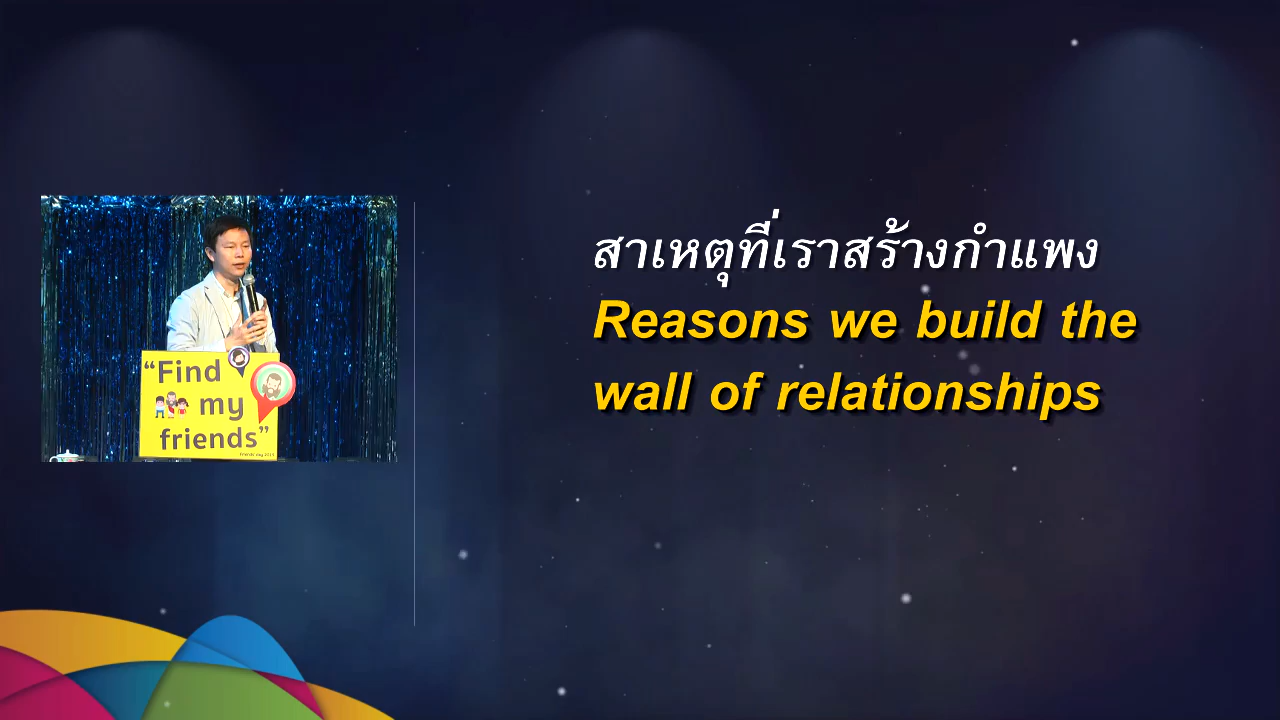 สาเหตุที่เราสร้างกำแพง
Reasons we build the
wall of relationships
“Find
my
friends”